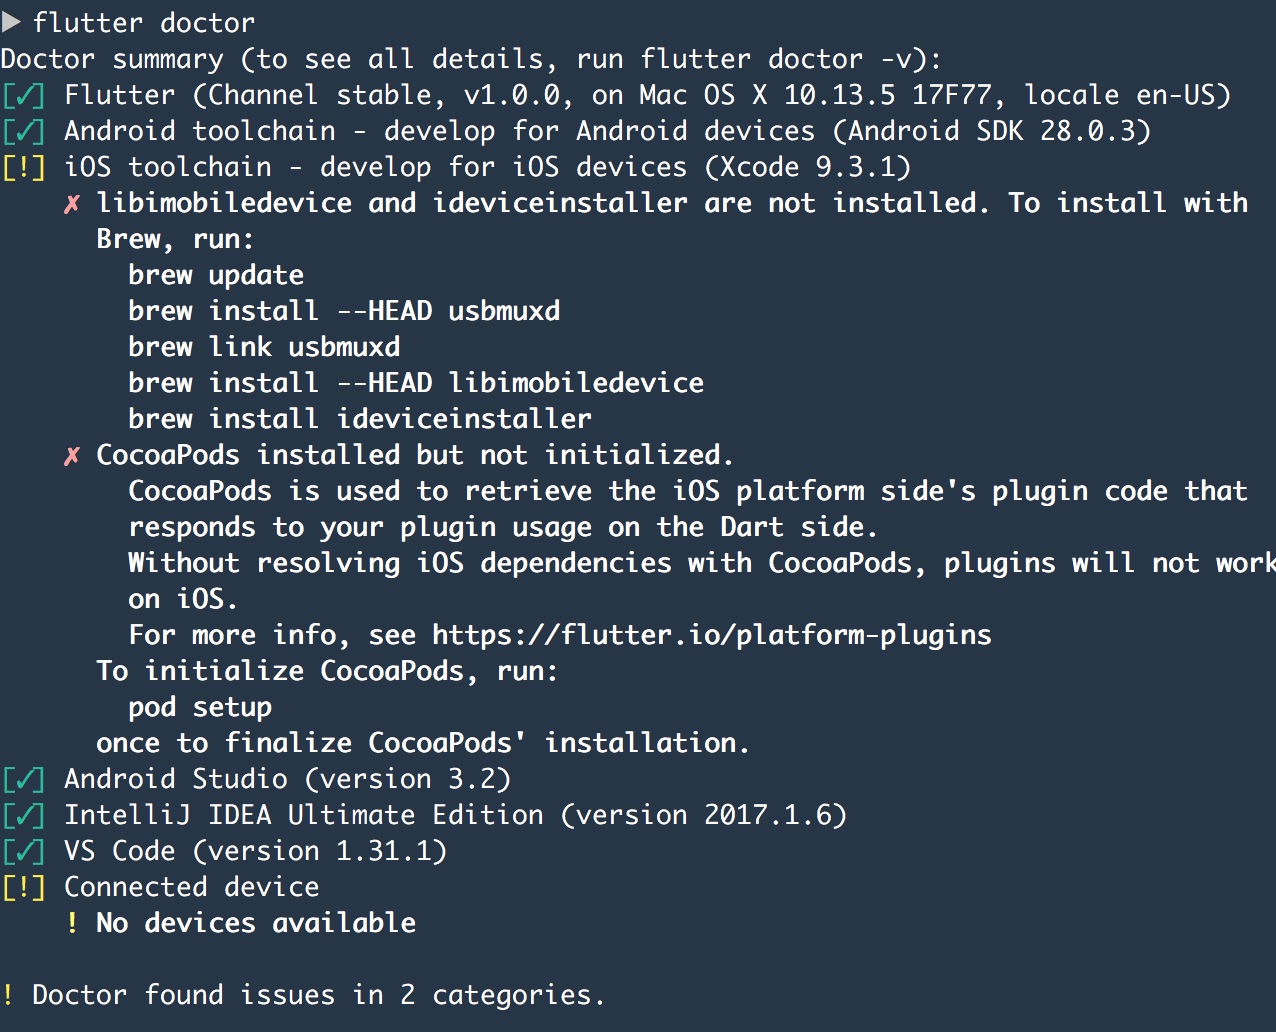 ▶ flutter doctor
Doctor summary (to see all details, run flutter doctor -v):
[✓] Flutter (Channel stable, v1.0.0, on Mac OS X 10.13.5 17F77, locale en-US)
[✓] Android toolchain - develop for Android devices (Android SDK 28.0.3)
[!] iOS toolchain - develop for iOS devices (Xcode 9.3.1)
✗ libimobiledevice and ideviceinstaller are not installed. To install with
Brew, run:
brew update
brew install --HEAD usbmuxd
brew link usbmuxd
brew install --HEAD libimobiledevice
brew install ideviceinstaller
✗ CocoaPods installed but not initialized.
CocoaPods is used to retrieve the iOS platform side's plugin code that
responds to your plugin usage on the Dart side.
Without resolving iOS dependencies with CocoaPods, plugins will not work
on iOS.
For more info, see https://flutter.io/platform-plugins
To initialize CocoaPods, run:
pod setup
once to finalize CocoaPods' installation.
[✓] Android Studio (version 3.2)
[✓] IntelliJ IDEA Ultimate Edition (version 2017.1.6)
[✓] VS Code (version 1.31.1)
[!] Connected device
! No devices available
! Doctor found issues in 2 categories.